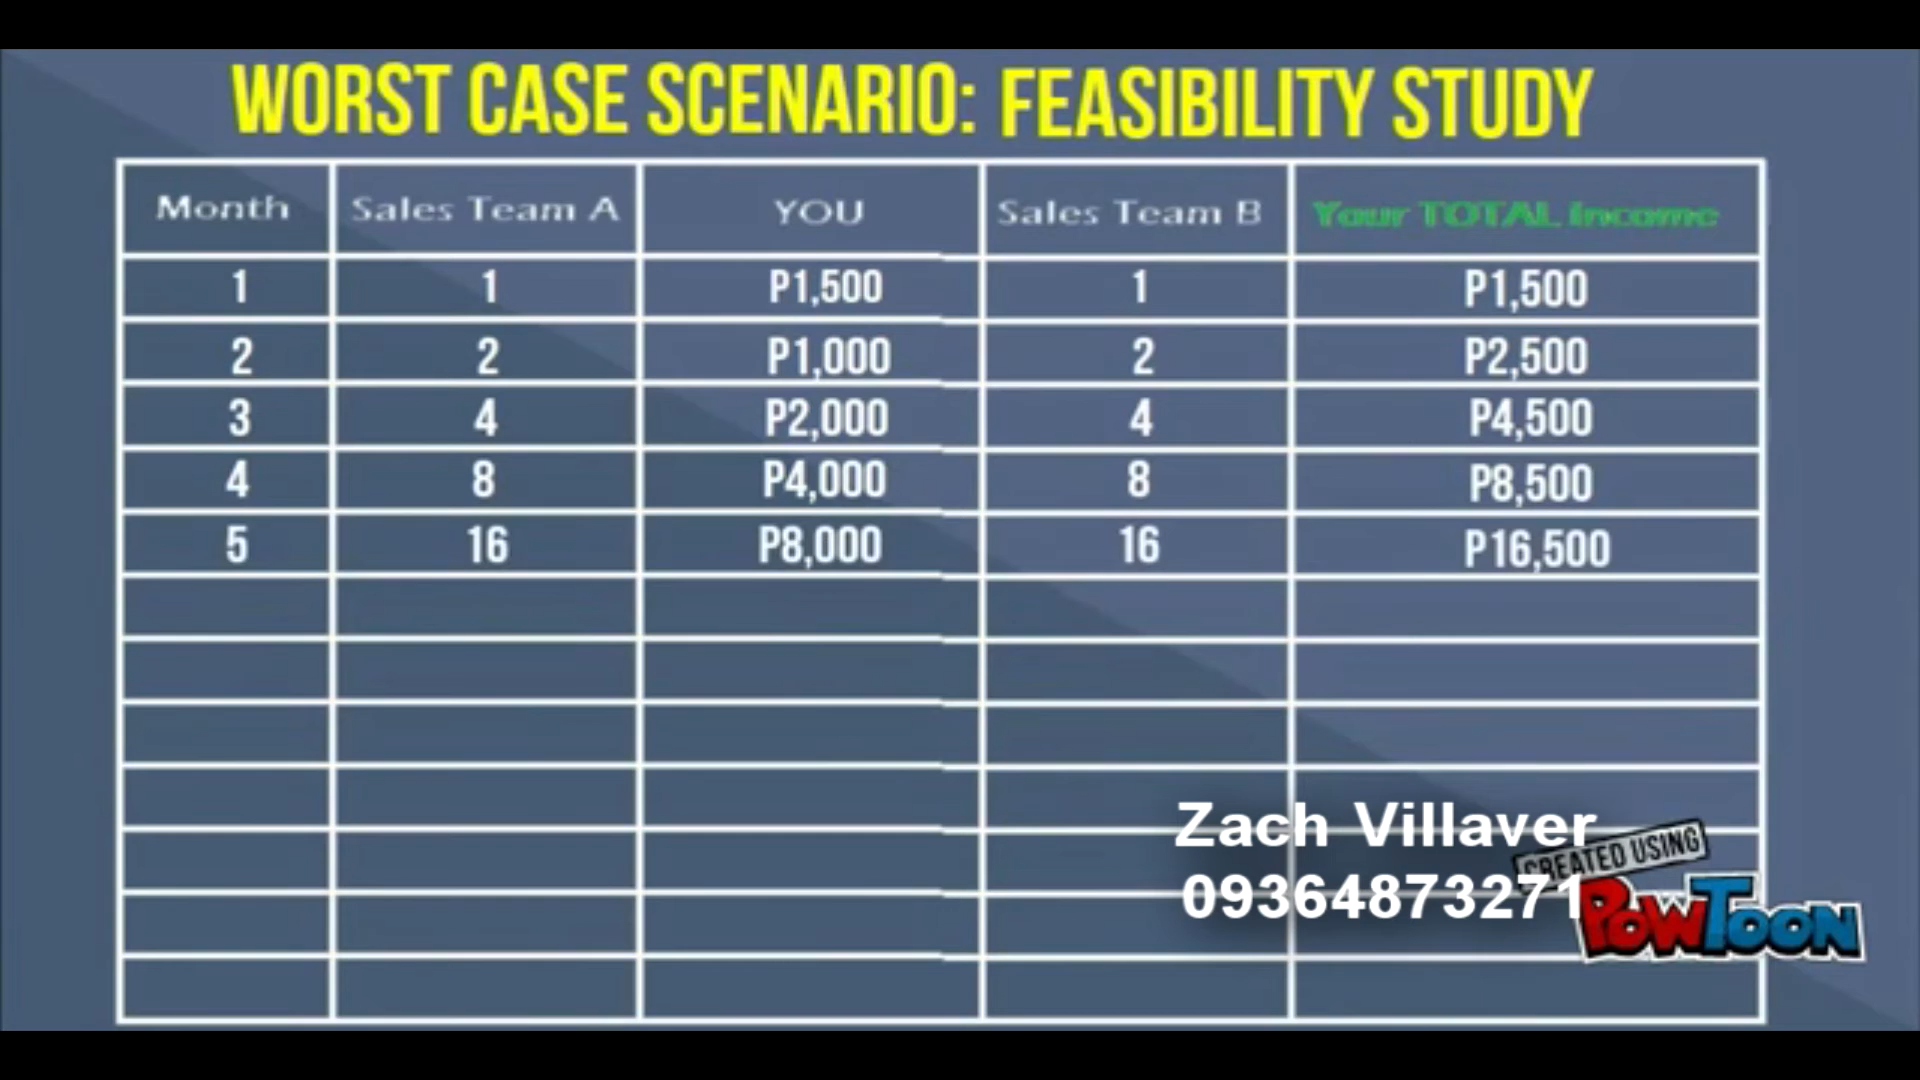 WORST CASE SCENARIO: FEASIBILITY STUDY
Month Sales Team A YOU Sales Team B Your TOTAL Income
1 1 P1,500 1 P1,500
2 2 P1,000 2 P2,500
3 4 P2,000 4 P4,500
4 8 P4,000 8 P8,500
5 16 P8,000 16 P16,500
Zach Villaver
CREATED USING
09364873271
POWTOON